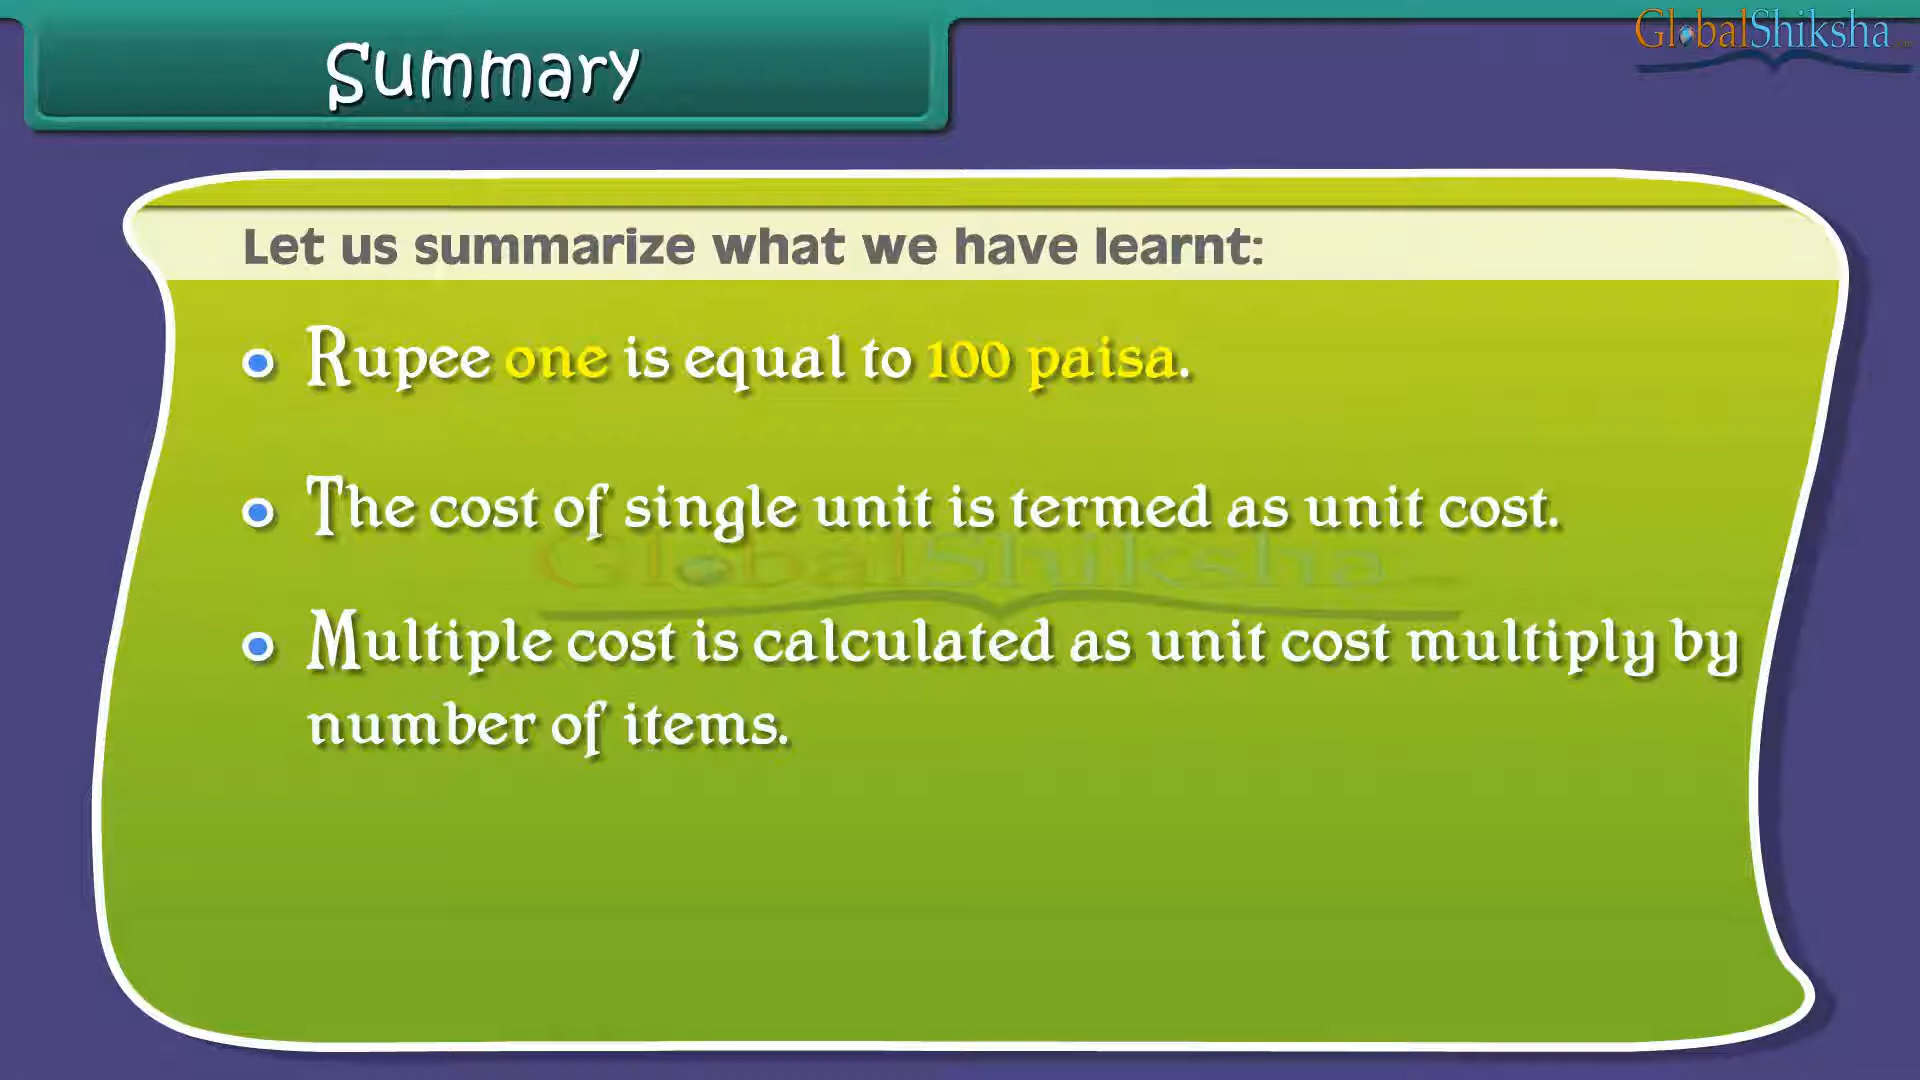 GlobalShiksha
Summary
Let us summarize what we have learnt:
Rupee one is equal to 100 paisa.
The cost of single unit is termed as unit cost.
GlobalShiksha
Multiple cost is calculated as unit cost multiply by
number of items.